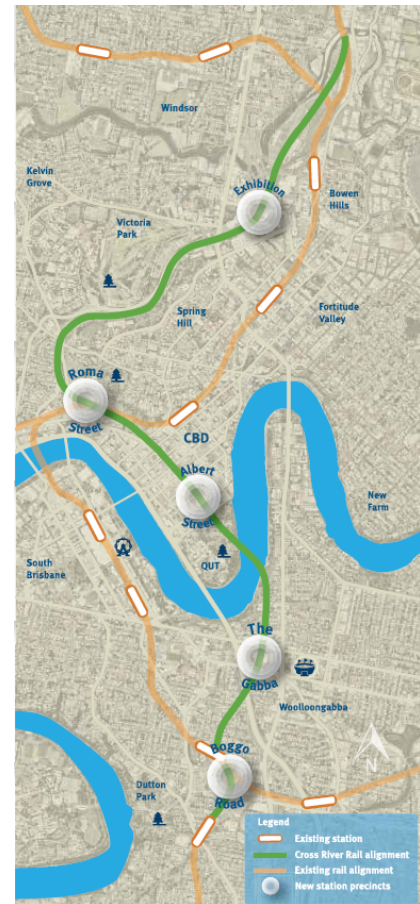 Windsor
Kelvin
Grove
Exhibition
Bowen
Hills
Victoria
Park
Spring
Hill
Fortitude
Valley
Roma
Street
CBD
Albert
Street
New
Farm
QUT
South
Brisbane
The
Gabba
Woolloongabba
Boggo
Road
Dutton
Park
N
Legend
Existing station
Cross River Rail alignment
Existing rail alignment
New station precincts